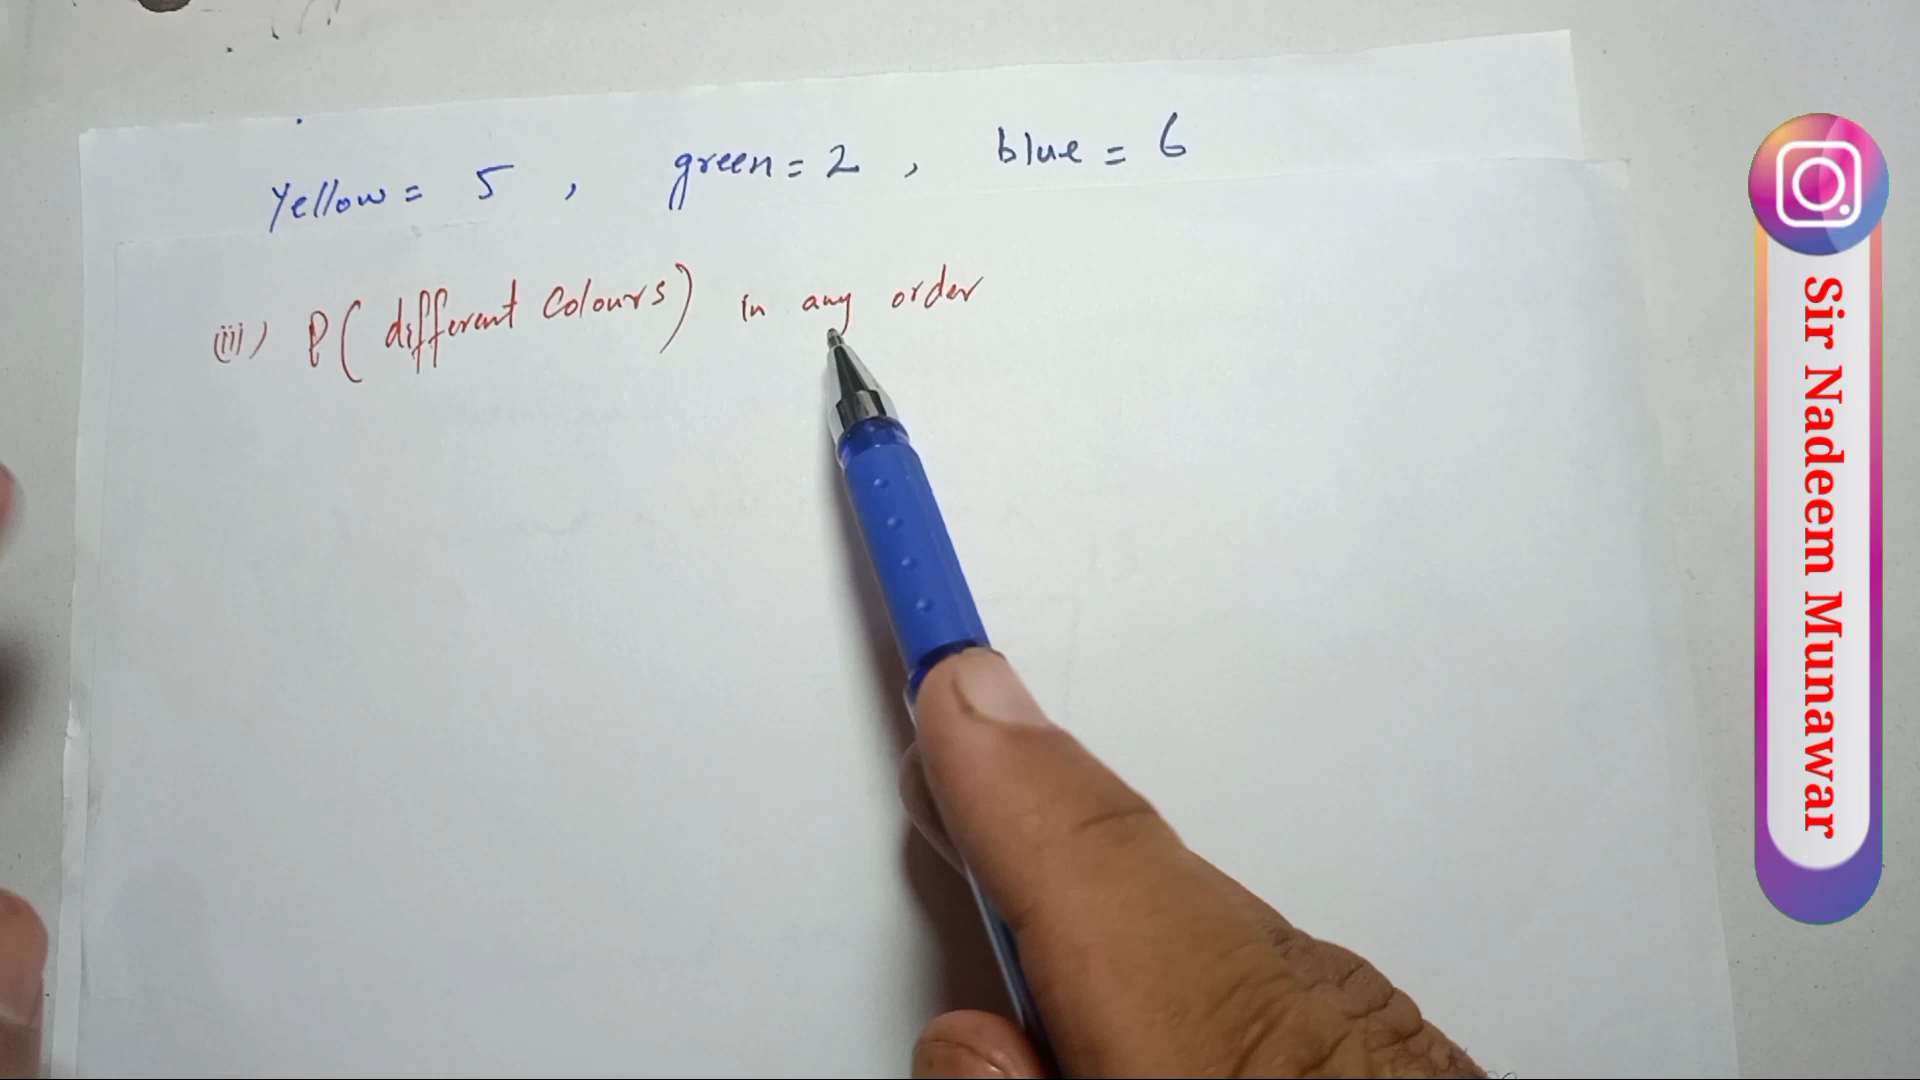 Yellow = 5 , green = 2 , blue = 6
(iii) P( different Colours) in any order
Sir Nadeem Munawar